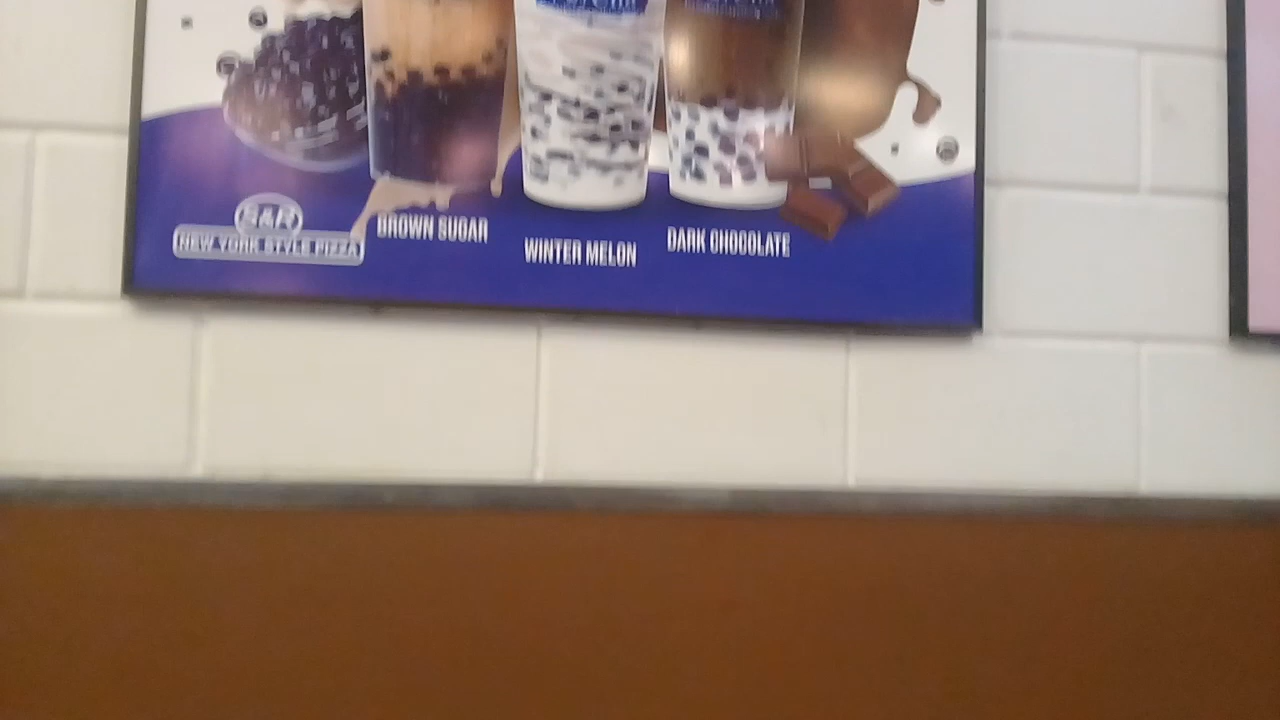 S&R
NEW YORK STYLE PIZZA
BROWN SUGAR
WINTER MELON
DARK CHOCOLATE